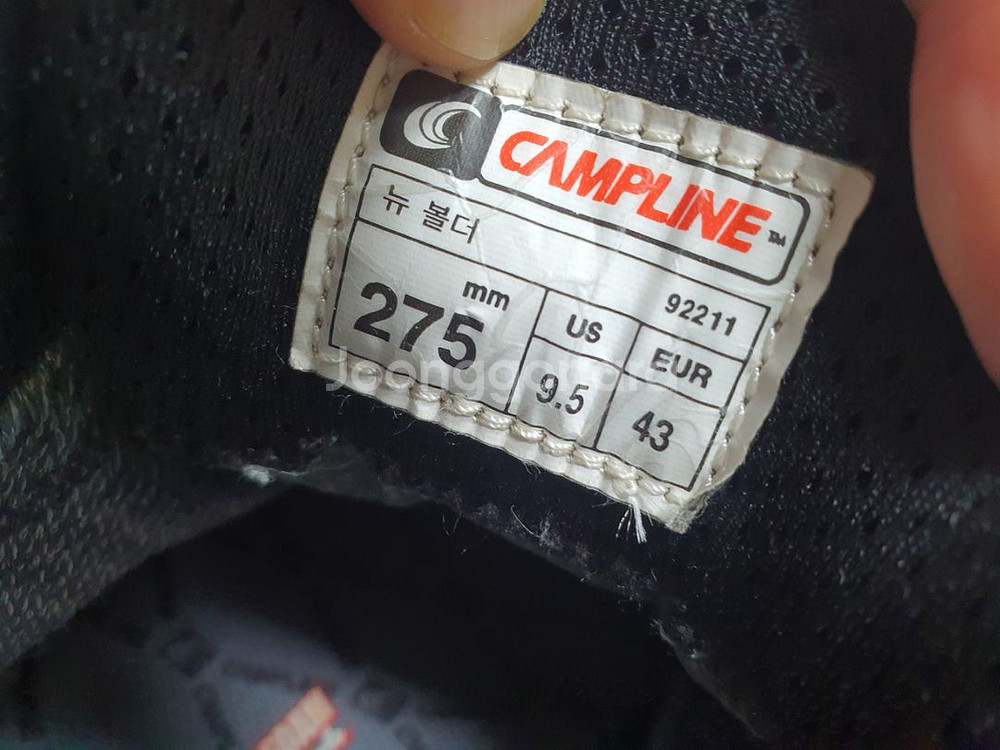 CAMPLINE™
뉴 볼더
92211
275 mm
US
EUR
9.5
43